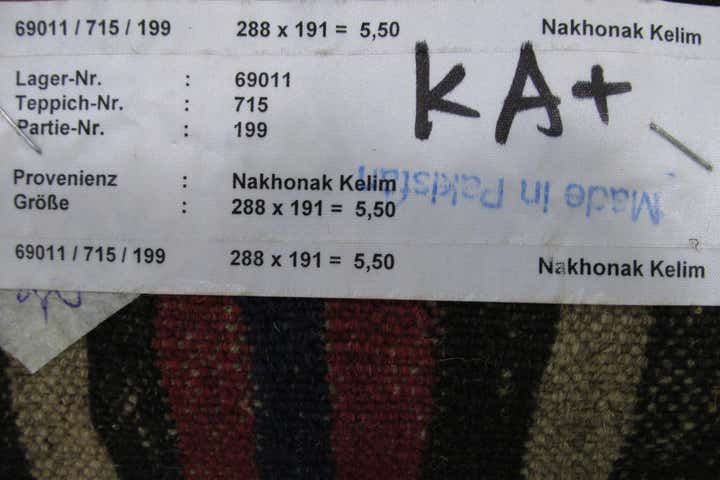 69011 / 715 / 199 288 x 191 = 5,50 Nakhonak Kelim
KA+
Lager-Nr. : 69011
Teppich-Nr. : 715
Partie-Nr. : 199
Provenienz : Nakhonak Kelim
Größe : 288 x 191 = 5,50
Made in Pakistan
69011 / 715 / 199 288 x 191 = 5,50 Nakhonak Kelim